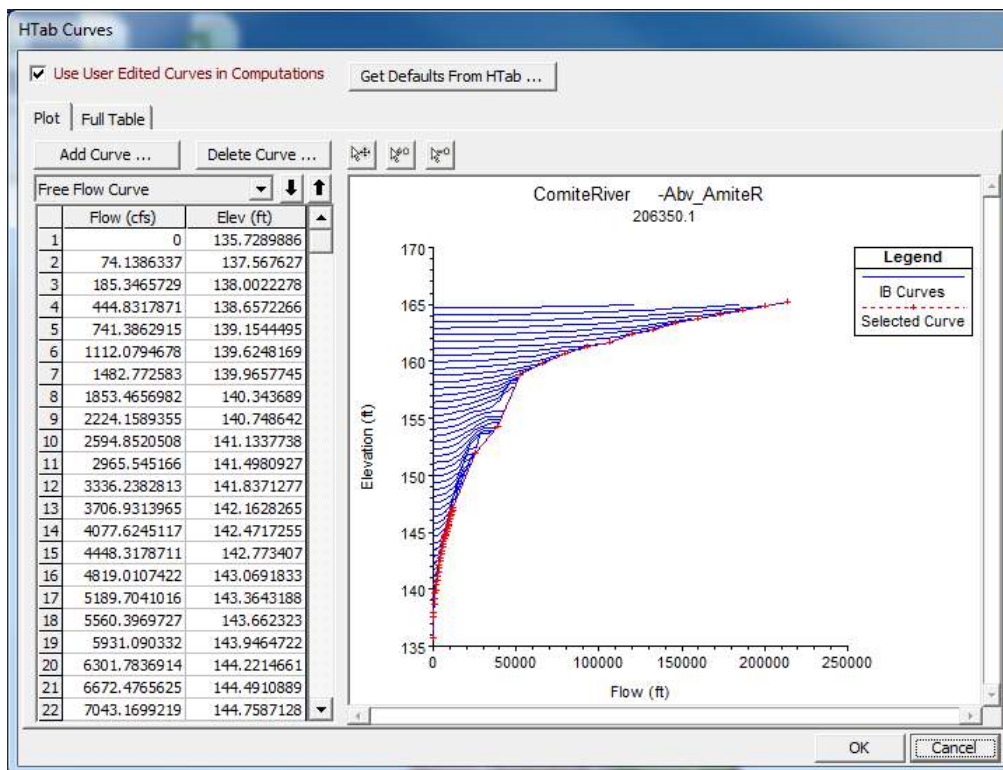 HTab Curves
Use User Edited Curves in Computations Get Defaults From HTab ...
Plot Full Table
Add Curve ... Delete Curve ...
Free Flow Curve
Flow (cfs) Elev (ft)
1 0 135.7289886
2 74.1386337 137.567627
3 185.3465729 138.0022278
4 444.8317871 138.6572266
5 741.3862915 139.1544495
6 1112.0794678 139.6248169
7 1482.772583 139.9657745
8 1853.4656982 140.343689
9 2224.1589355 140.748642
10 2594.8520508 141.1337738
11 2965.545166 141.4980927
12 3336.2382813 141.8371277
13 3706.9313965 142.1628265
14 4077.6245117 142.4717255
15 4448.3178711 142.773407
16 4819.0107422 143.0691833
17 5189.7041016 143.3643188
18 5560.3969727 143.662323
19 5931.090332 143.9464722
20 6301.7836914 144.2214661
21 6672.4765625 144.4910889
22 7043.1699219 144.7587128
ComiteRiver -Abv_AmiteR
206350.1
Elevation (ft)
170
165
160
155
150
145
140
135
0 50000 100000 150000 200000 250000
Flow (ft)
Legend
IB Curves
Selected Curve
OK Cancel